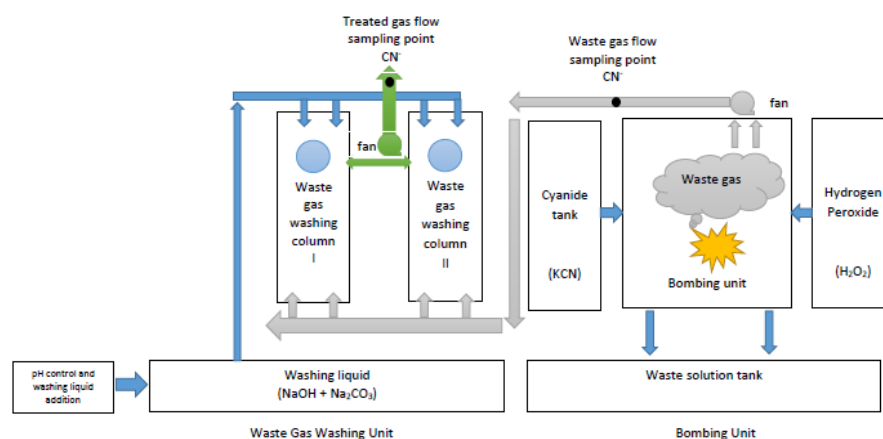 Treated gas flow
sampling point
CN⁻
Waste gas flow
sampling point
CN⁻
fan
fan
Waste
gas
washing
column
I
Waste
gas
washing
column
II
Cyanide
tank
(KCN)
Waste gas
Bombing unit
Hydrogen
Peroxide
(H₂O₂)
pH control and
washing liquid
addition
Washing liquid
(NaOH + Na₂CO₃)
Waste solution tank
Waste Gas Washing Unit
Bombing Unit